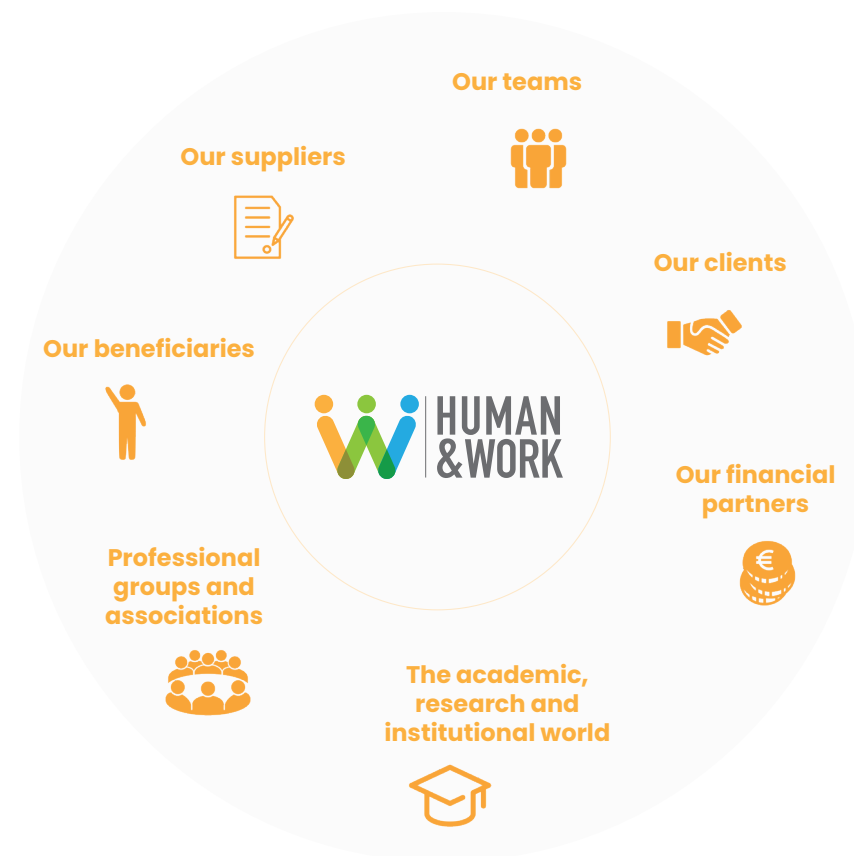 Our teams
Our suppliers
Our clients
Our beneficiaries
HUMAN
&WORK
Our financial
partners
€
Professional
groups and
associations
The academic,
research and
institutional world